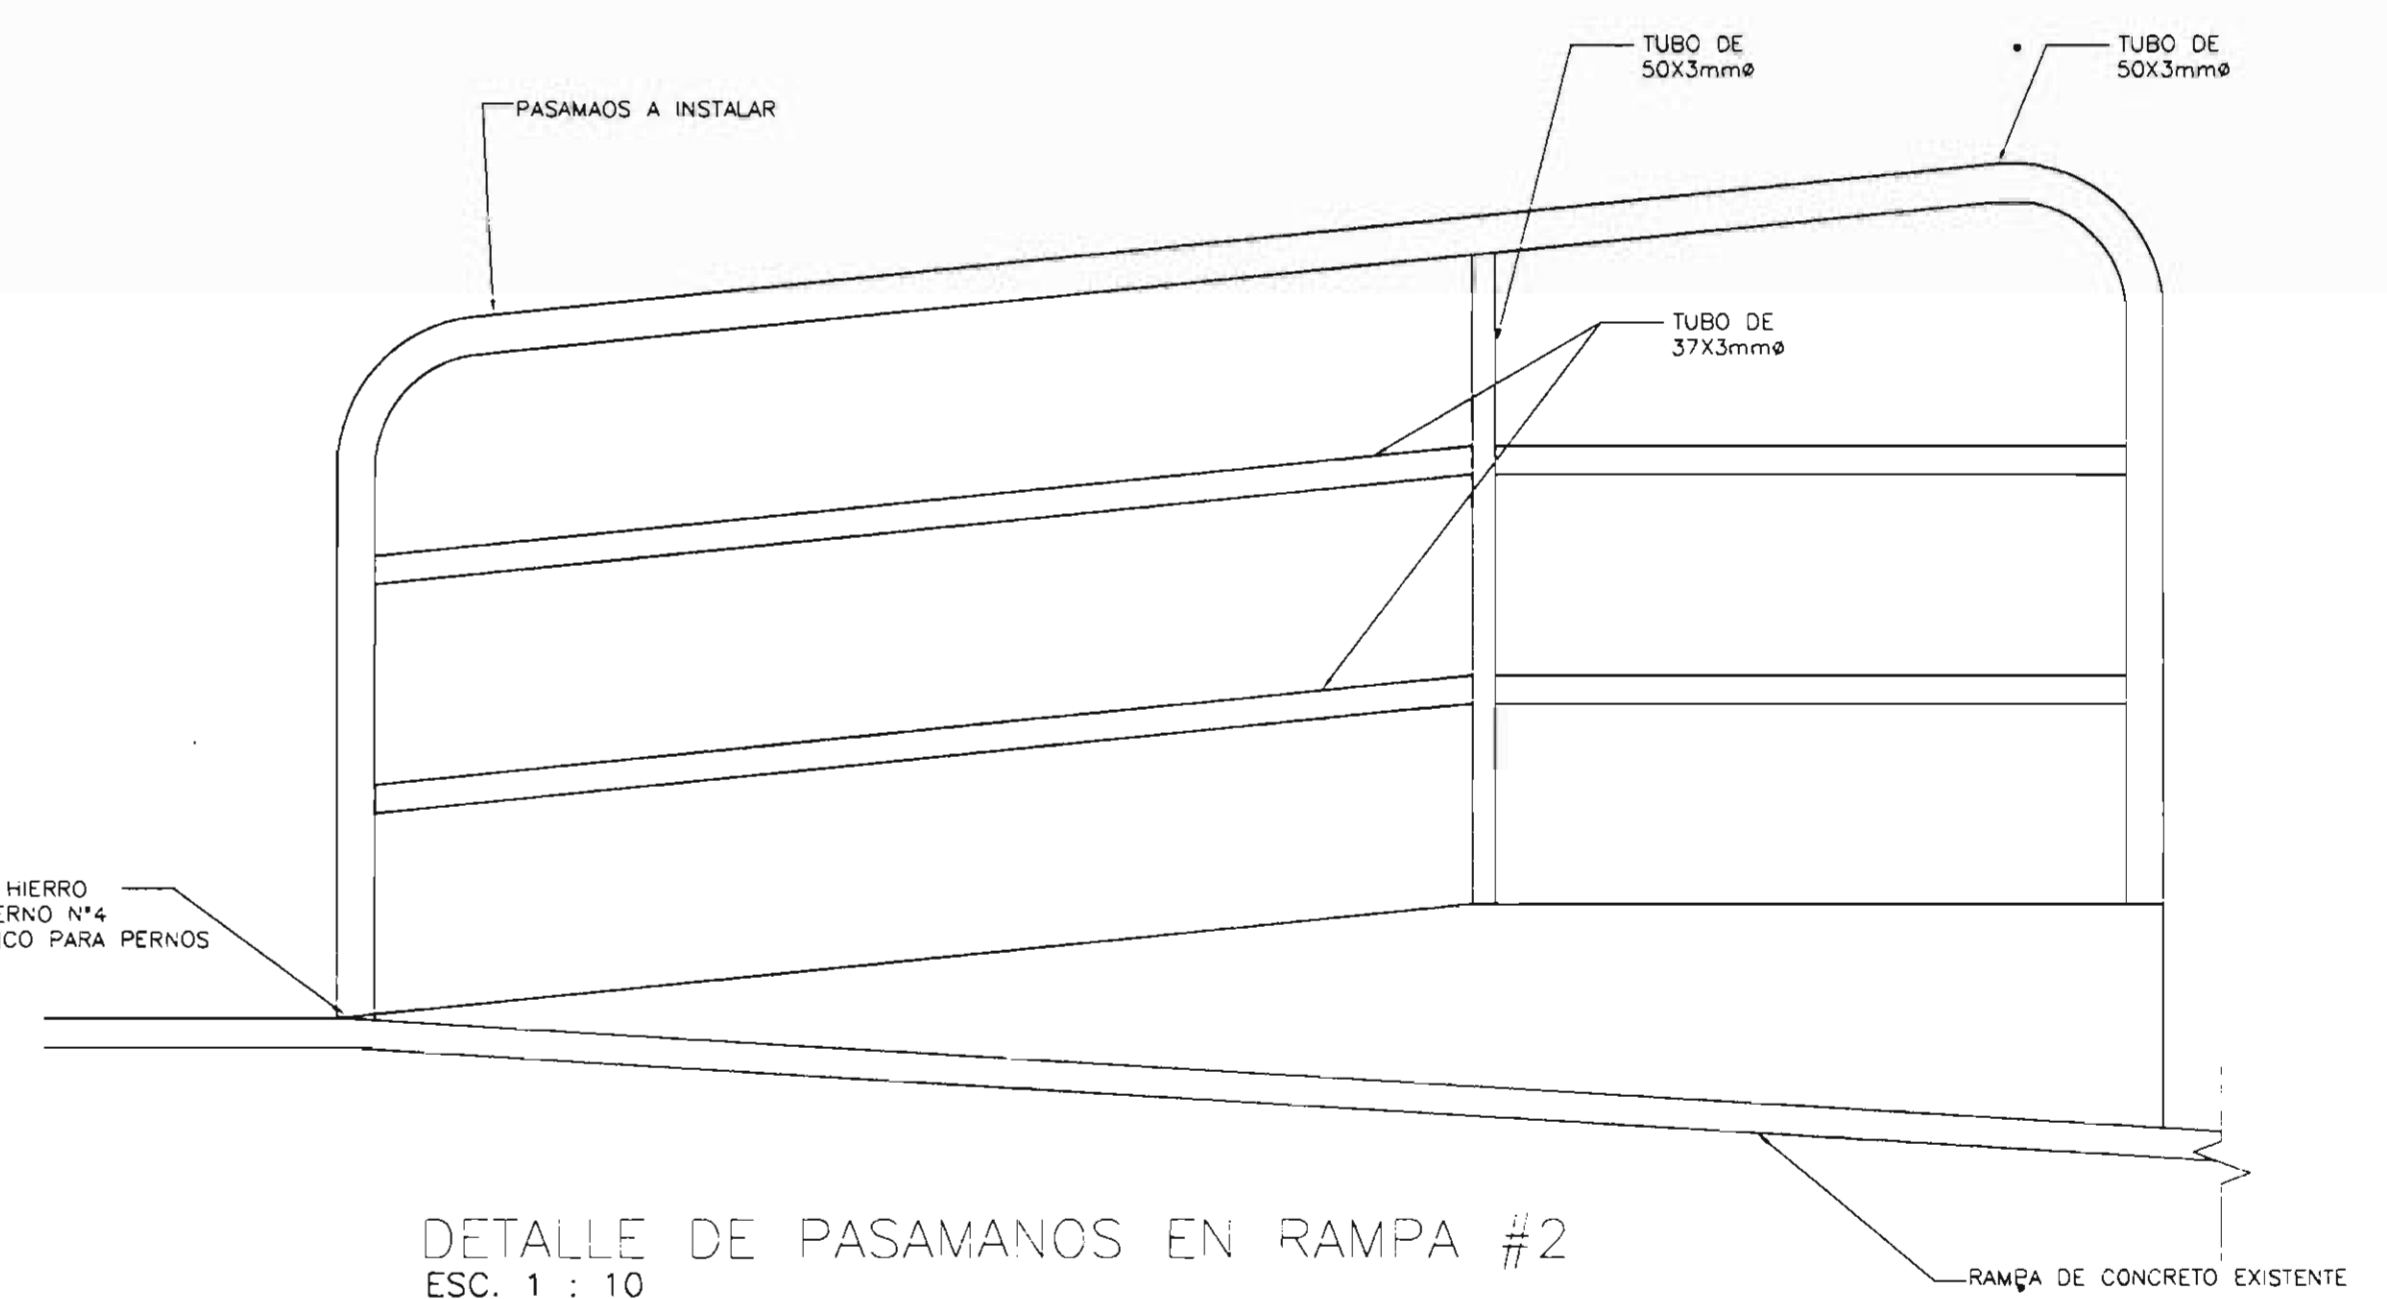 TUBO DE
50X3mmø
TUBO DE
50X3mmø
PASAMAOS A INSTALAR
TUBO DE
37X3mmø
HIERRO
ERNO N°4
CO PARA PERNOS
DETALLE DE PASAMANOS EN RAMPA #2
ESC. 1 : 10
RAMPA DE CONCRETO EXISTENTE